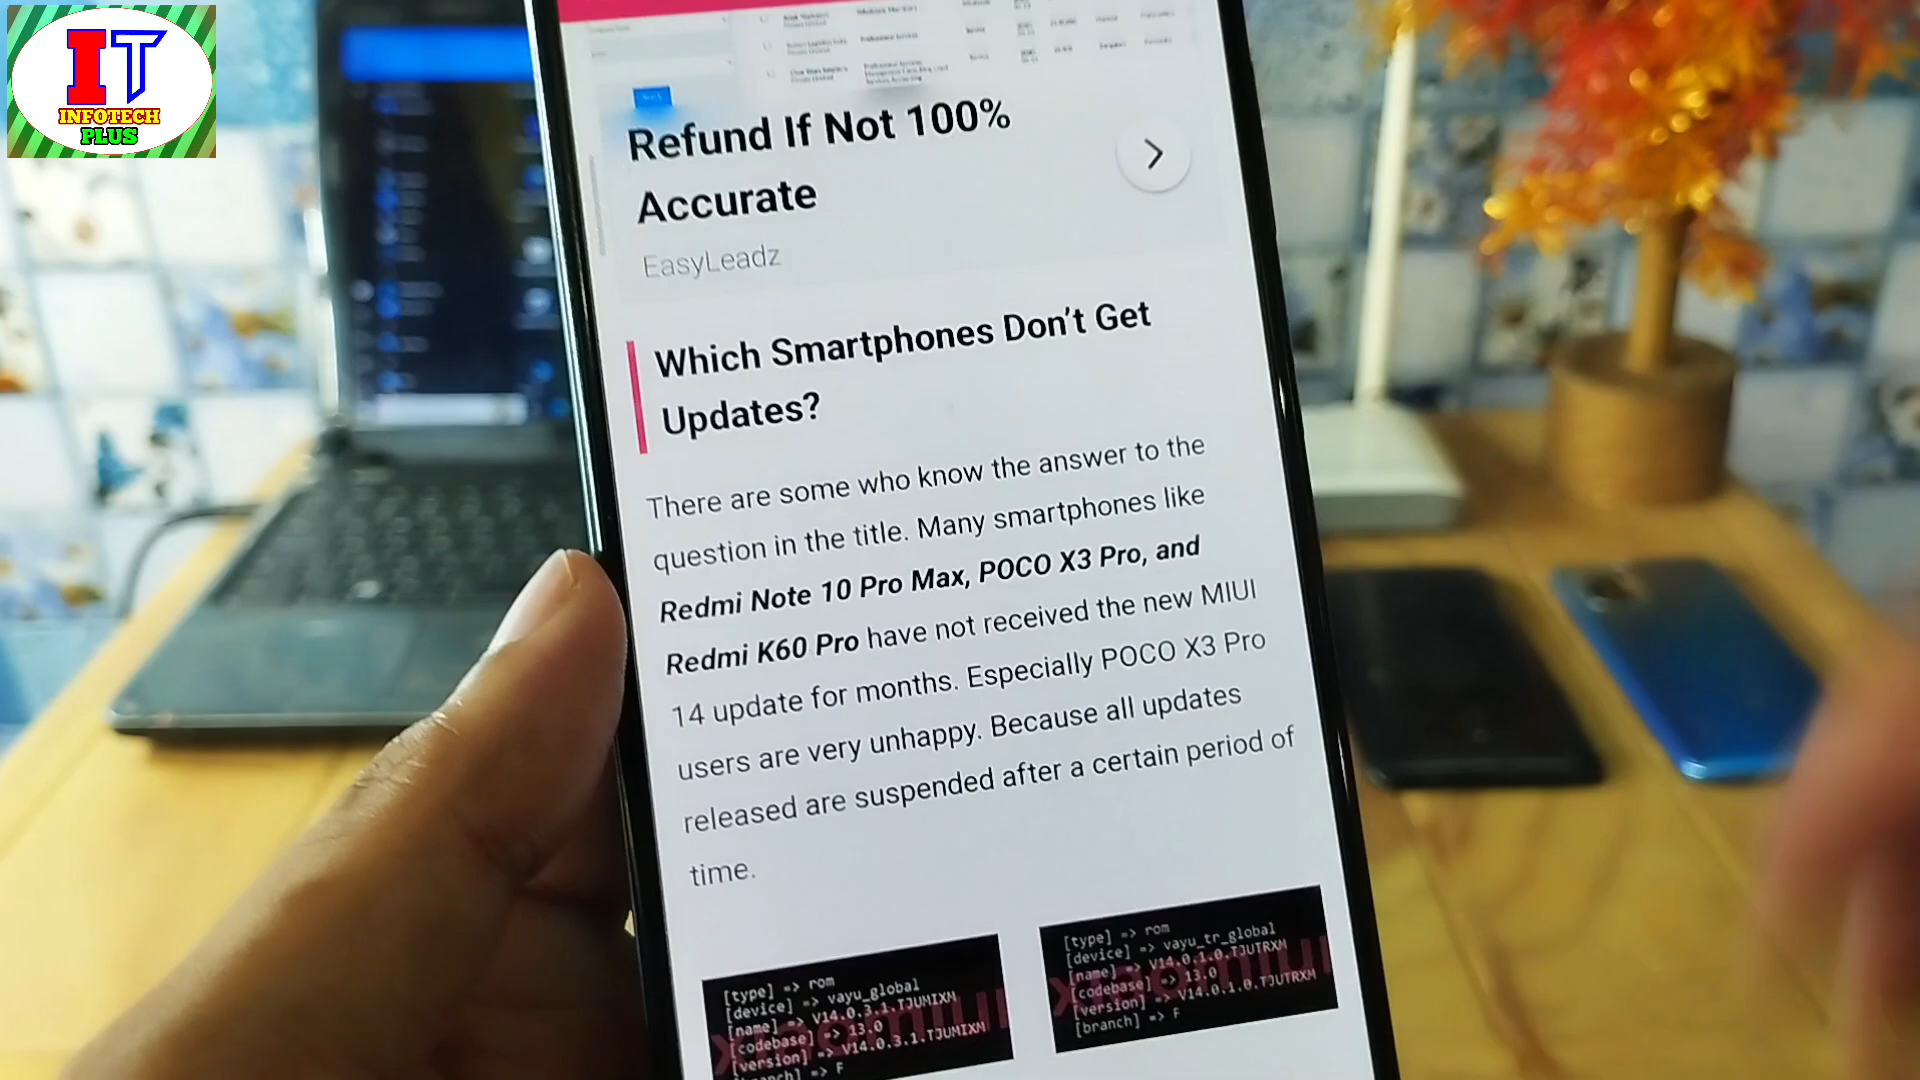 IT
INFOTECH
PLUS
Refund If Not 100%
Accurate
EasyLeadz
Which Smartphones Don't Get
Updates?
There are some who know the answer to the
question in the title. Many smartphones like
Redmi Note 10 Pro Max, POCO X3 Pro, and
Redmi K60 Pro have not received the new MIUI
14 update for months. Especially POCO X3 Pro
users are very unhappy. Because all updates
released are suspended after a certain period of
time.
[type] => rom
[device] => vayu_global
[name] => V14.0.3.1.TJUMIXM
[codebase] => 13.0
[version] => V14.0.3.1.TJUMIXM
=> F
[type] => rom
[device] => vayu_tr_global
[name] => V14.0.1.0.TJUTRXM
[codebase] => 13.0
[version] => V14.0.1.0.TJUTRXM
[branch] => F